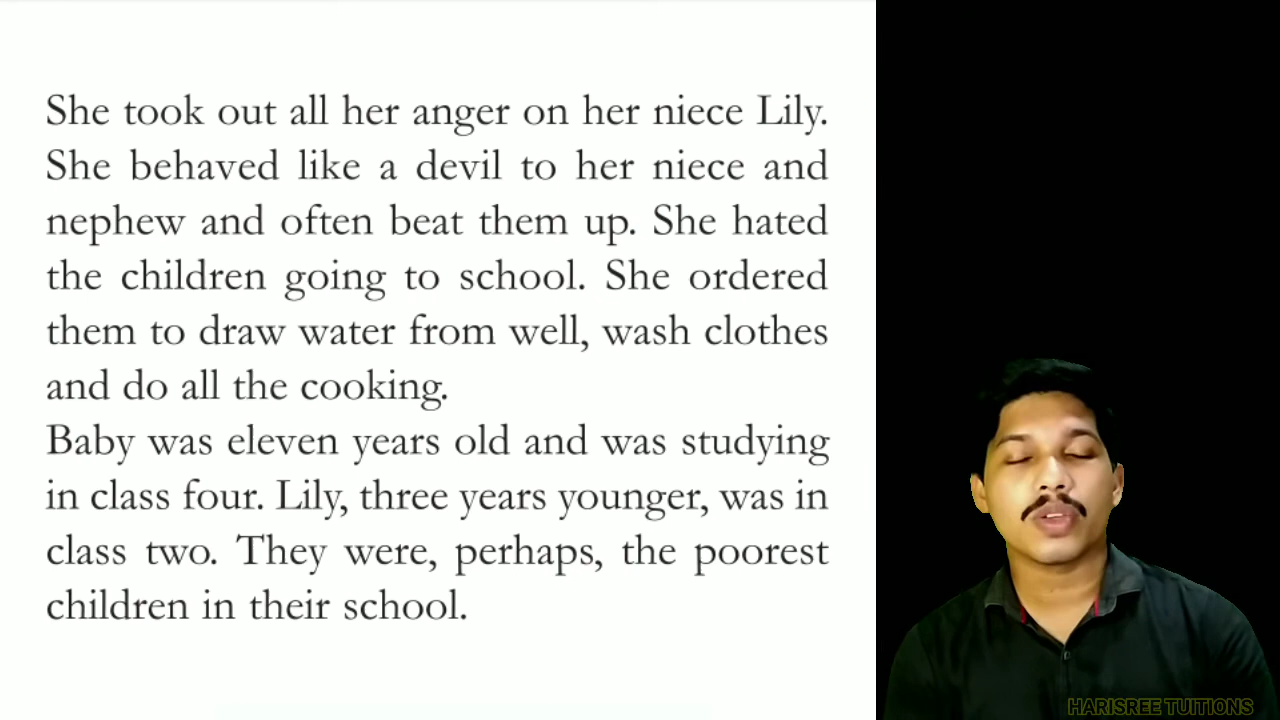 She took out all her anger on her niece Lily.
She behaved like a devil to her niece and
nephew and often beat them up. She hated
the children going to school. She ordered
them to draw water from well, wash clothes
and do all the cooking.
Baby was eleven years old and was studying
in class four. Lily, three years younger, was in
class two. They were, perhaps, the poorest
children in their school.
HARISREE TUITIONS